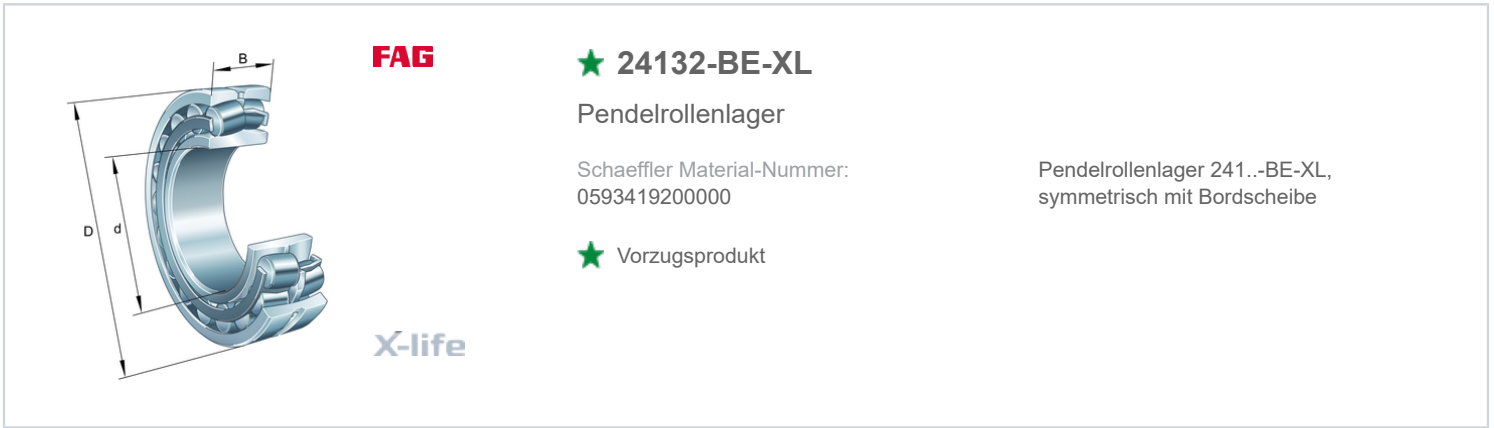 FAG
B
D
d
X-life
24132-BE-XL
Pendelrollenlager
Schaeffler Material-Nummer:
0593419200000
Vorzugsprodukt
Pendelrollenlager 241..-BE-XL,
symmetrisch mit Bordscheibe